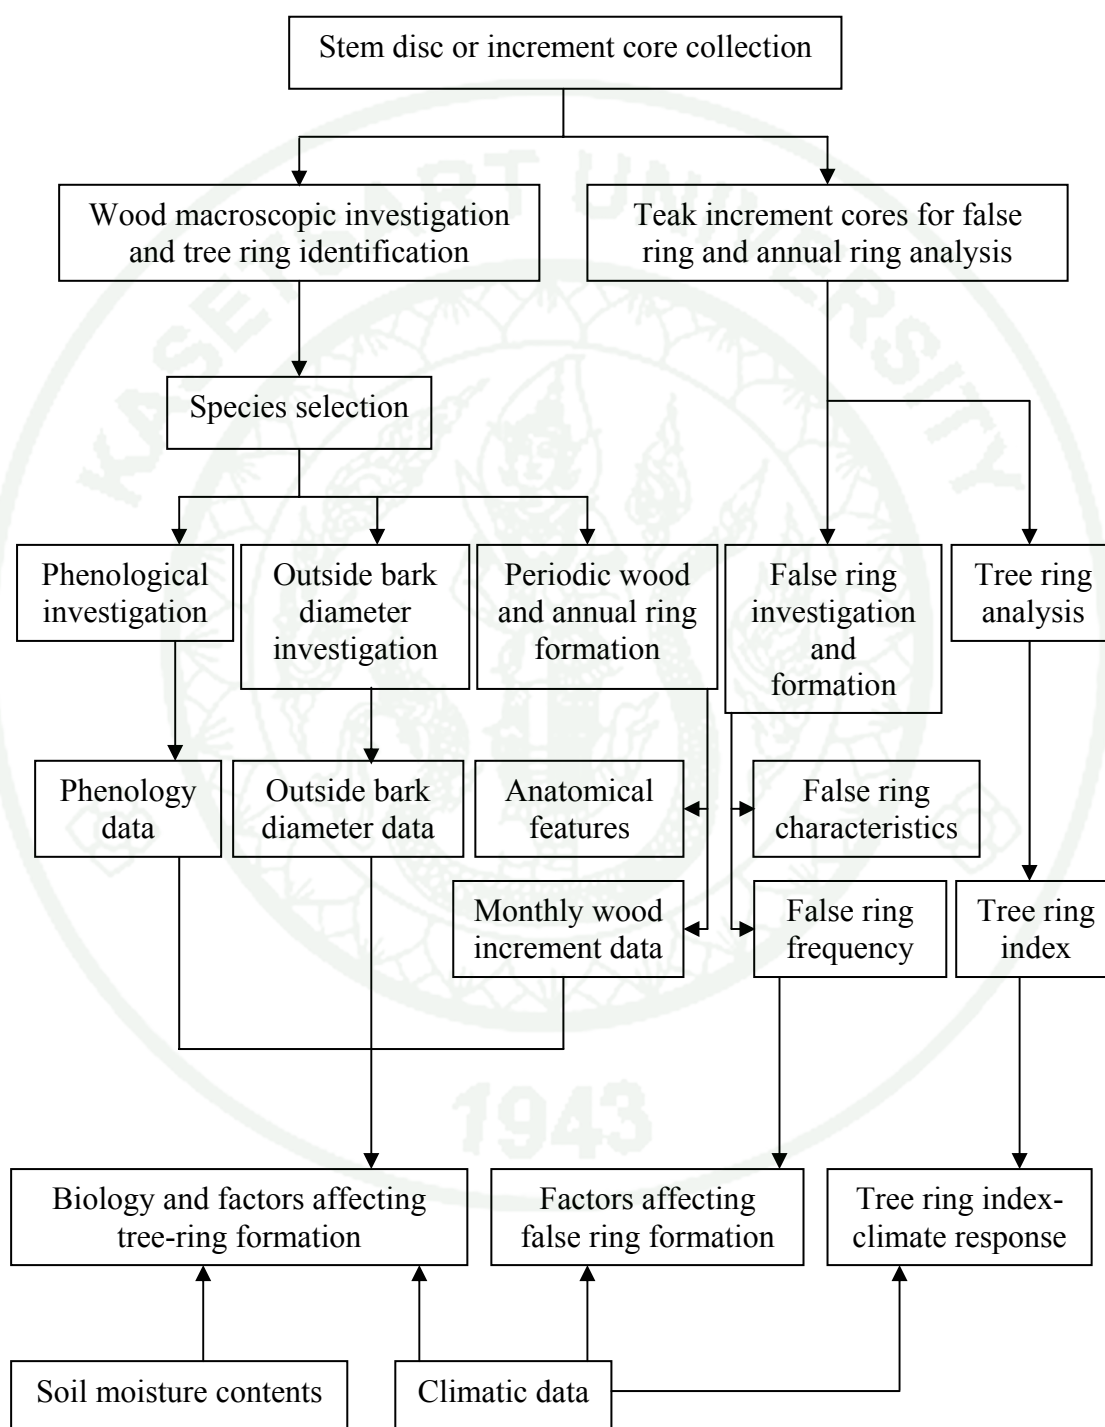 Stem disc or increment core collection
Wood macroscopic investigation
and tree ring identification
Teak increment cores for false
ring and annual ring analysis
Species selection
Phenological
investigation
Outside bark
diameter
investigation
Periodic wood
and annual ring
formation
False ring
investigation
and
formation
Tree ring
analysis
Phenology
data
Outside bark
diameter data
Anatomical
features
False ring
characteristics
Monthly wood
increment data
False ring
frequency
Tree ring
index
Biology and factors affecting
tree-ring formation
Factors affecting
false ring formation
Tree ring index-
climate response
Soil moisture contents
Climatic data
KASETSART UNIVERSITY
1943